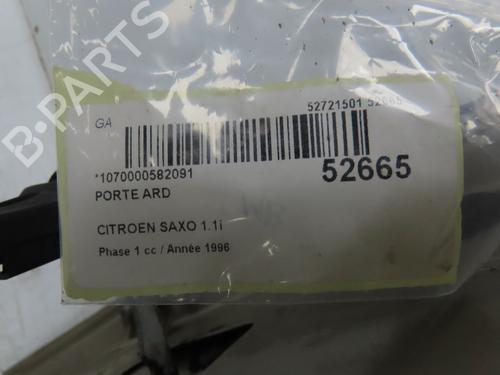 GA
52721501 52665
*1070000582091
52665
PORTE ARD
CITROEN SAXO 1.1i
Phase 1 cc / Année 1996
B-PARTS